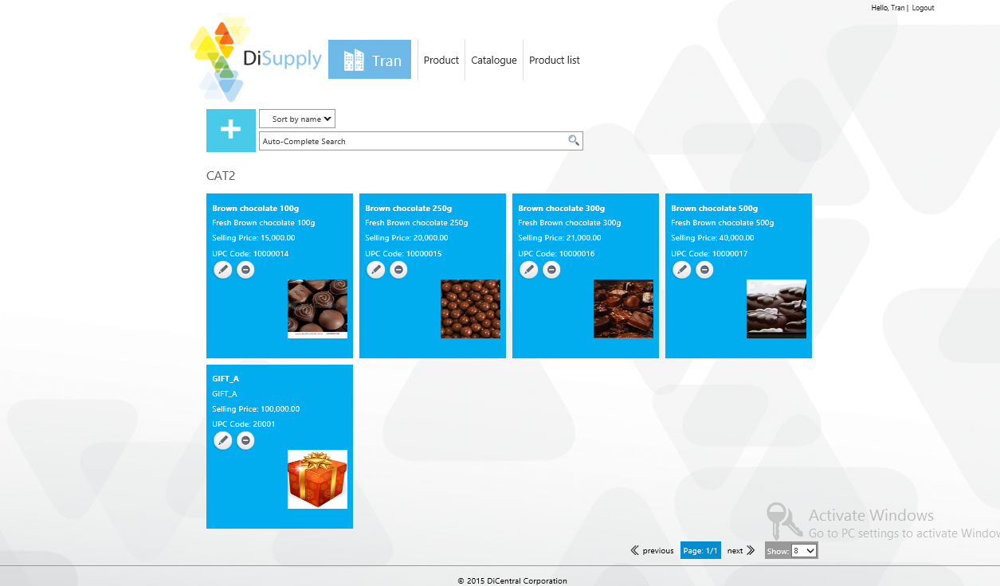 Hello, Tran | Logout
DiSupply
Tran
Product
Catalogue
Product list
Sort by name
Auto-Complete Search
CAT2
Brown chocolate 100g
Fresh Brown chocolate 100g
Selling Price: 15,000.00
UPC Code: 10000014
Brown chocolate 250g
Fresh Brown chocolate 250g
Selling Price: 20,000.00
UPC Code: 10000015
Brown chocolate 300g
Fresh Brown chocolate 300g
Selling Price: 21,000.00
UPC Code: 10000016
Brown chocolate 500g
Fresh Brown chocolate 500g
Selling Price: 40,000.00
UPC Code: 10000017
GIFT_A
GIFT_A
Selling Price: 100,000.00
UPC Code: 20001
Activate Windows
Go to PC settings to activate Window
previous
Page: 1/1
next
Show: 8
© 2015 DiCentral Corporation